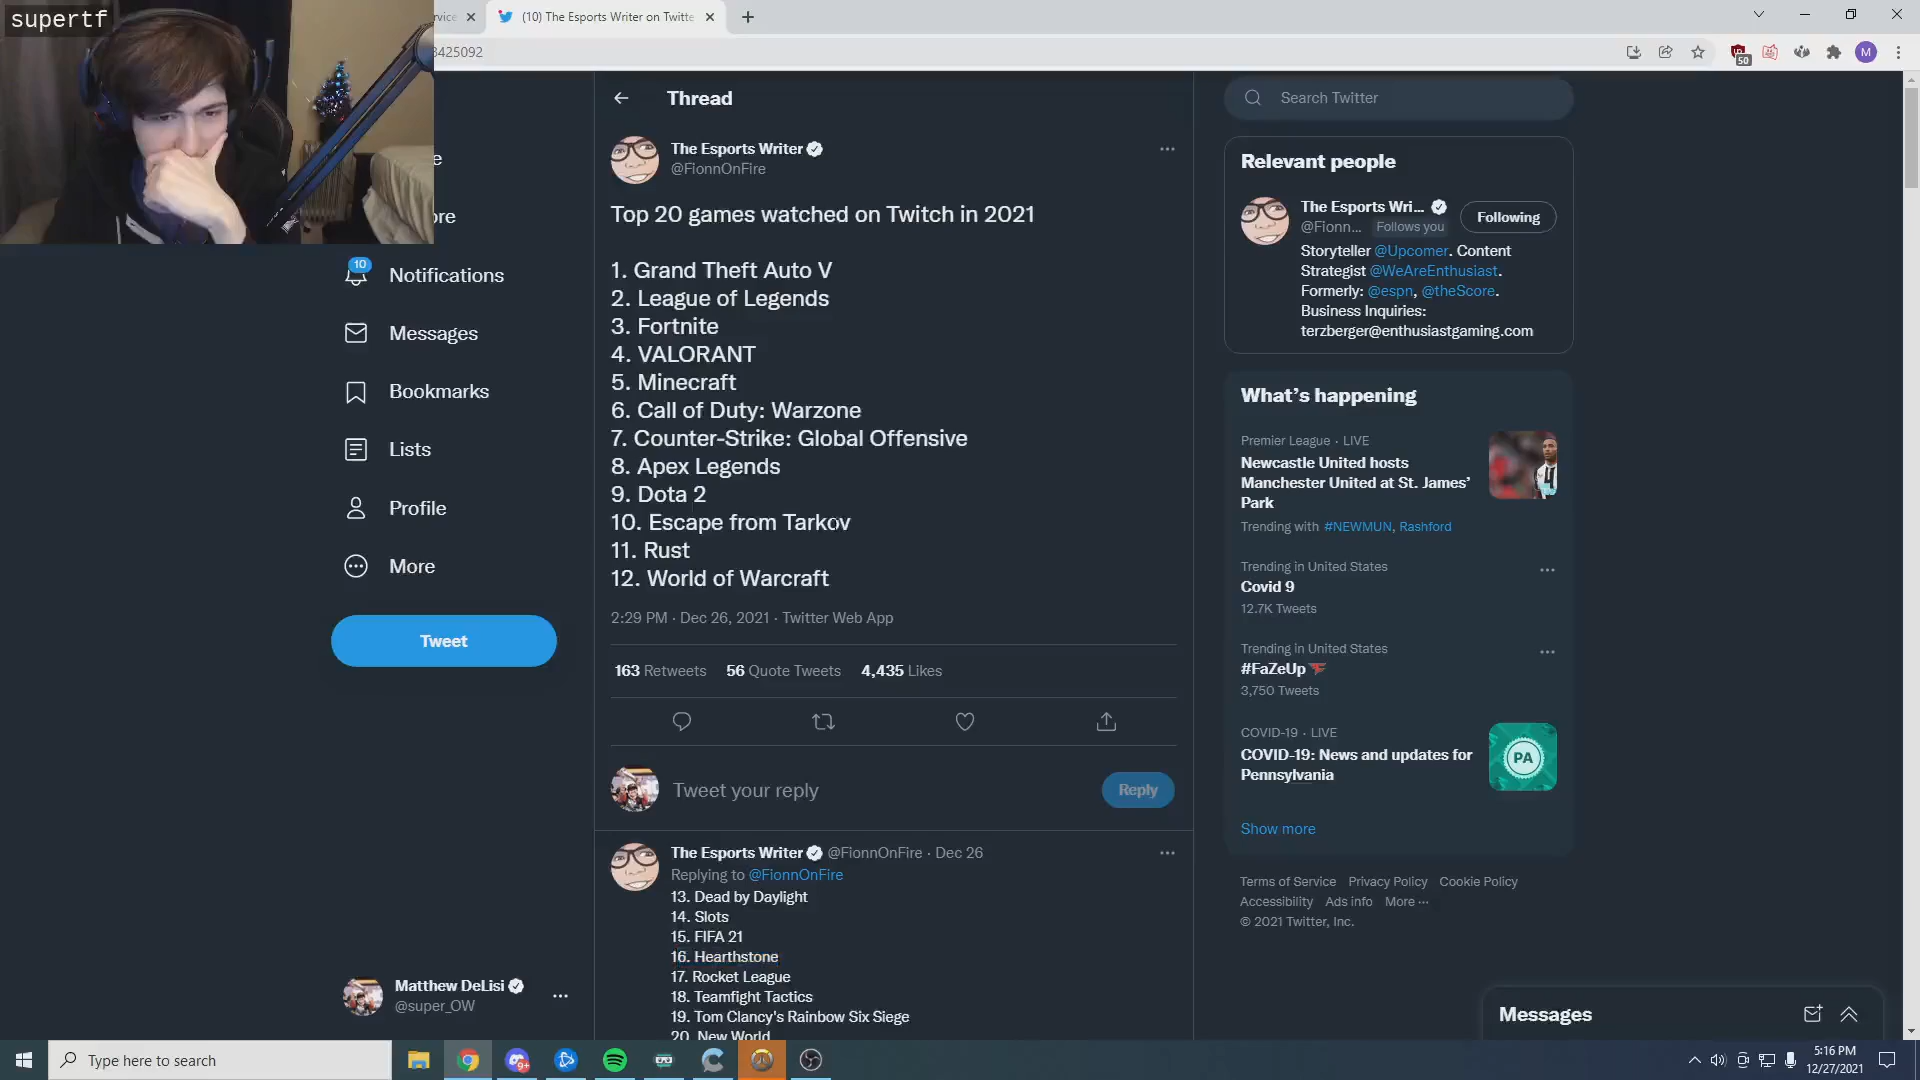 supertf
rvice
(10) The Esports Writer on Twitte
3425092
50
M
Thread
Search Twitter
The Esports Writer
@FionnOnFire
Top 20 games watched on Twitch in 2021
1. Grand Theft Auto V
2. League of Legends
3. Fortnite
4. VALORANT
5. Minecraft
6. Call of Duty: Warzone
7. Counter-Strike: Global Offensive
8. Apex Legends
9. Dota 2
10. Escape from Tarkov
11. Rust
12. World of Warcraft
2:29 PM · Dec 26, 2021 · Twitter Web App
163 Retweets 56 Quote Tweets 4,435 Likes
Tweet your reply
Reply
The Esports Writer @FionnOnFire · Dec 26
Replying to @FionnOnFire
13. Dead by Daylight
14. Slots
15. FIFA 21
16. Hearthstone
17. Rocket League
18. Teamfight Tactics
19. Tom Clancy's Rainbow Six Siege
20. New World
e
ore
10
Notifications
Messages
Bookmarks
Lists
Profile
More
Tweet
Matthew DeLisi
@super_OW
Relevant people
The Esports Wri...
@Fionn... Follows you
Following
Storyteller @Upcomer. Content
Strategist @WeAreEnthusiast.
Formerly: @espn, @theScore.
Business Inquiries:
terzberger@enthusiastgaming.com
What's happening
Premier League · LIVE
Newcastle United hosts
Manchester United at St. James'
Park
Trending with #NEWMUN, Rashford
Trending in United States
Covid 9
12.7K Tweets
Trending in United States
#FaZeUp
3,750 Tweets
COVID-19 · LIVE
COVID-19: News and updates for
Pennsylvania
PA
Show more
Terms of Service Privacy Policy Cookie Policy
Accessibility Ads info More ···
© 2021 Twitter, Inc.
Messages
Type here to search
9+
5:16 PM
12/27/2021